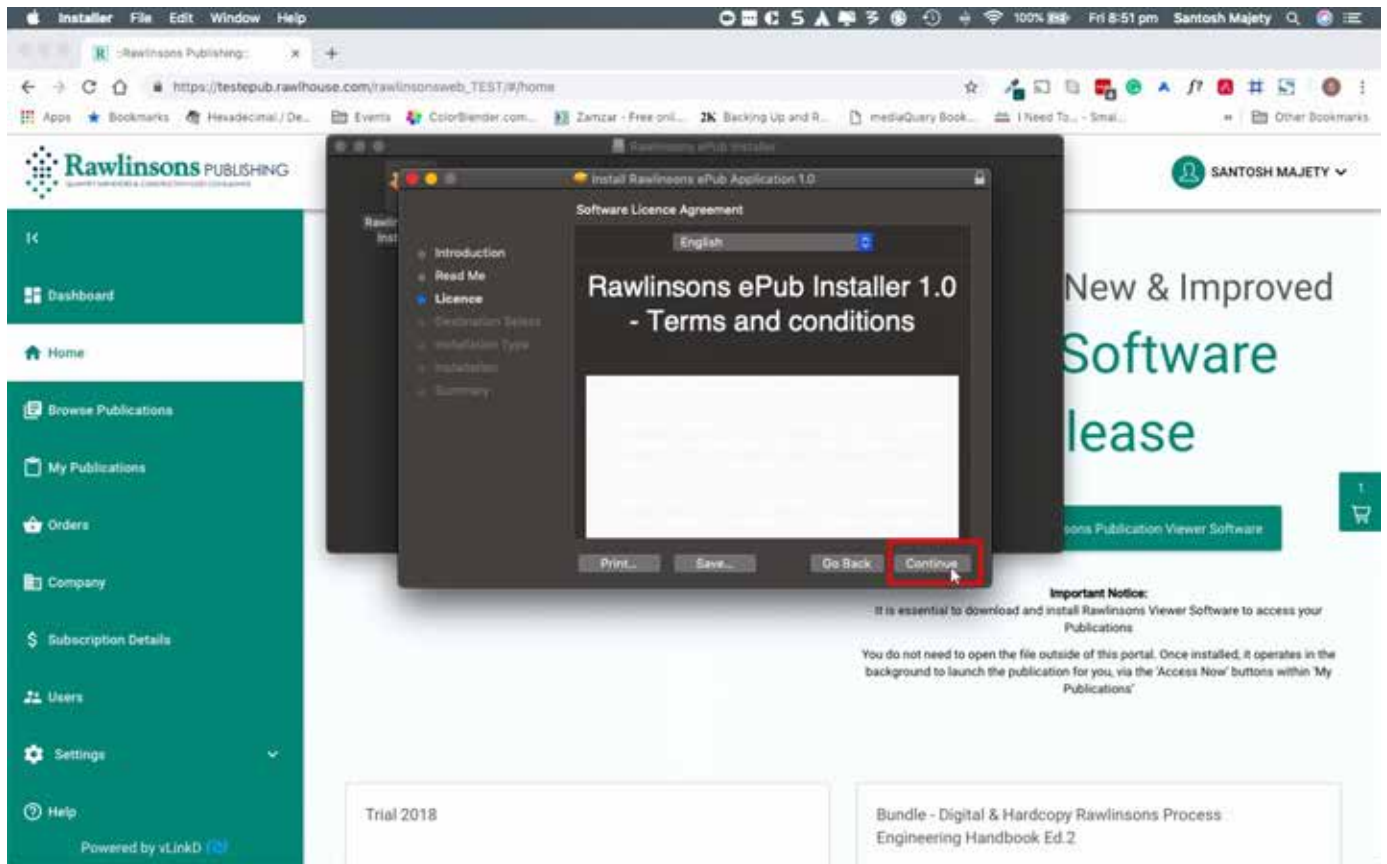 Installer File Edit Window Help
100% Fri 8:51 pm Santosh Majety
:Rawlinsons Publishing:
https://testepub.rawlhouse.com/rawlinsonsweb_TEST/#/home
Apps Bookmarks Hexadecimal / De... Events ColorBlender.com... Zamzar - Free onli... 2K Backing Up and R... mediaQuery Book... I Need To... - Smal... Other Bookmarks
Rawlinsons PUBLISHING
SANTOSH MAJETY
Dashboard
Home
Browse Publications
My Publications
Orders
Company
Subscription Details
Users
Settings
Help
Powered by vLinkD
Rawlinsons ePub Installer
Install Rawlinsons ePub Application 1.0
Software Licence Agreement
English
Introduction
Read Me
Licence
Destination Select
Installation Type
Installation
Summary
Rawlinsons ePub Installer 1.0
- Terms and conditions
Print... Save... Go Back Continue
New & Improved
Software
lease
1
sons Publication Viewer Software
Important Notice:
It is essential to download and install Rawlinsons Viewer Software to access your
Publications
You do not need to open the file outside of this portal. Once installed, it operates in the
background to launch the publication for you, via the 'Access Now' buttons within 'My
Publications'
Trial 2018
Bundle - Digital & Hardcopy Rawlinsons Process
Engineering Handbook Ed.2